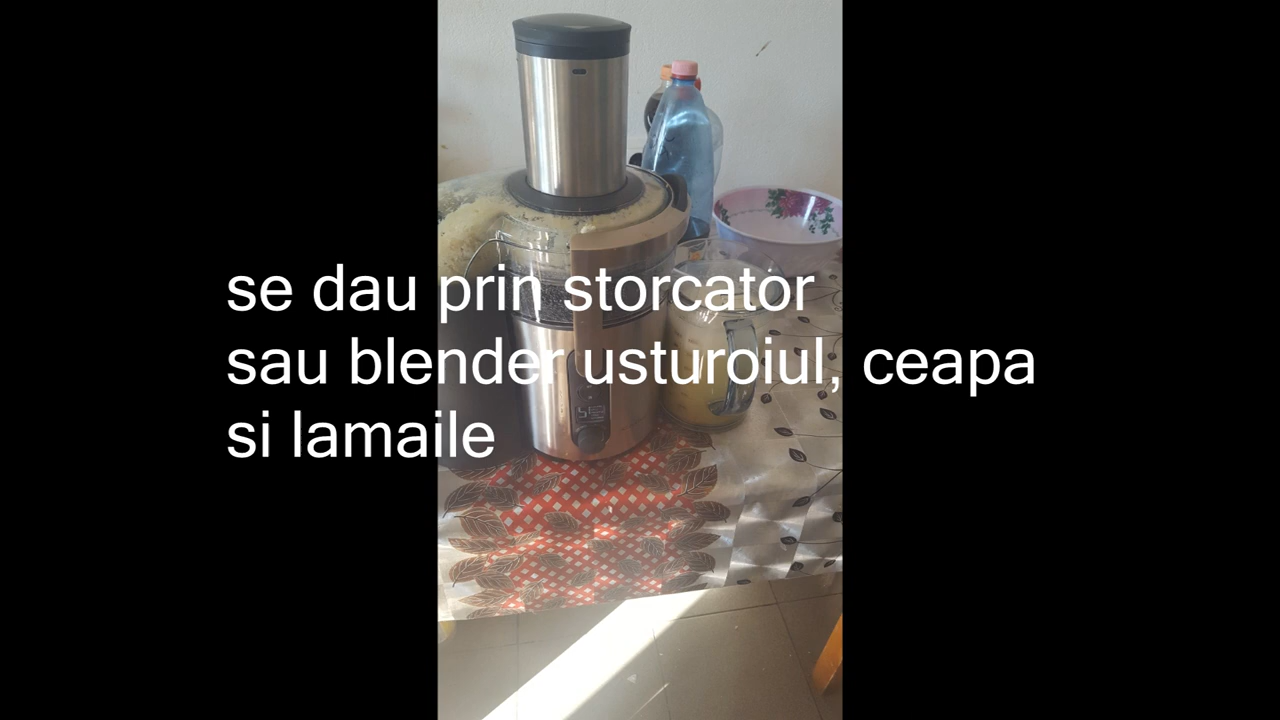 se dau prin storcator
sau blender usturoiul, ceapa
si lamaile